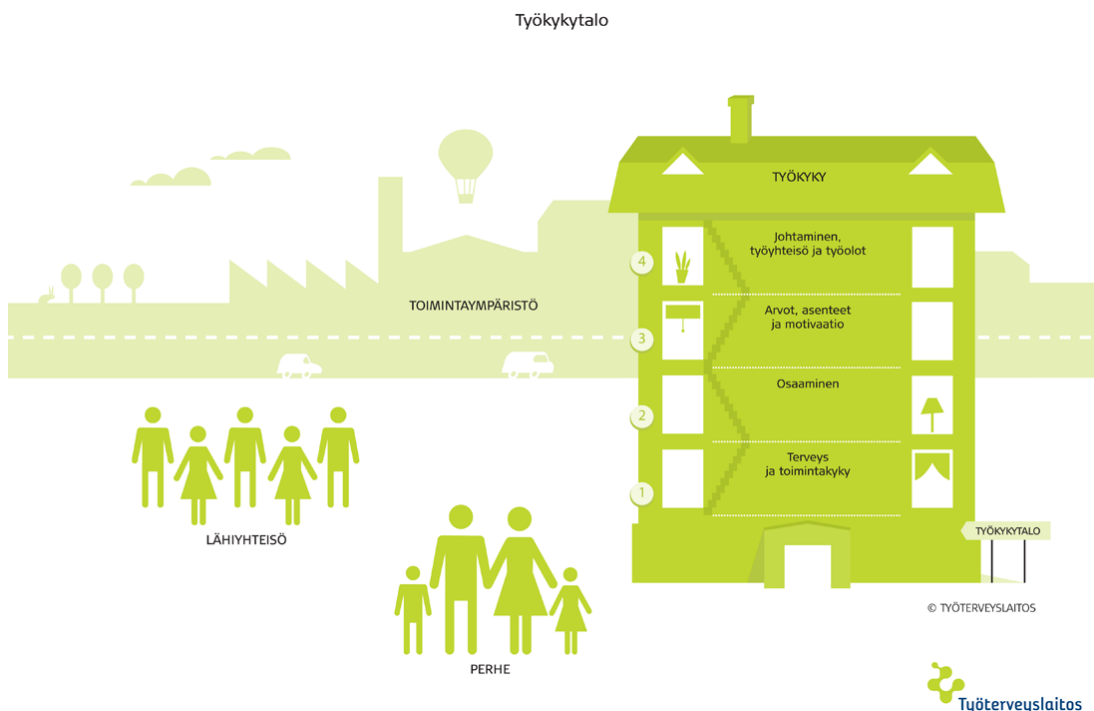 Työkykytalo
TYÖKYKY
4
Johtaminen,
työyhteisö ja työolot
TOIMINTAYMPÄRISTÖ
3
Arvot, asenteet
ja motivaatio
2
Osaaminen
1
Terveys
ja toimintakyky
LÄHIYHTEISÖ
PERHE
TYÖKYKYTALO
© TYÖTERVEYSLAITOS
Työterveyslaitos